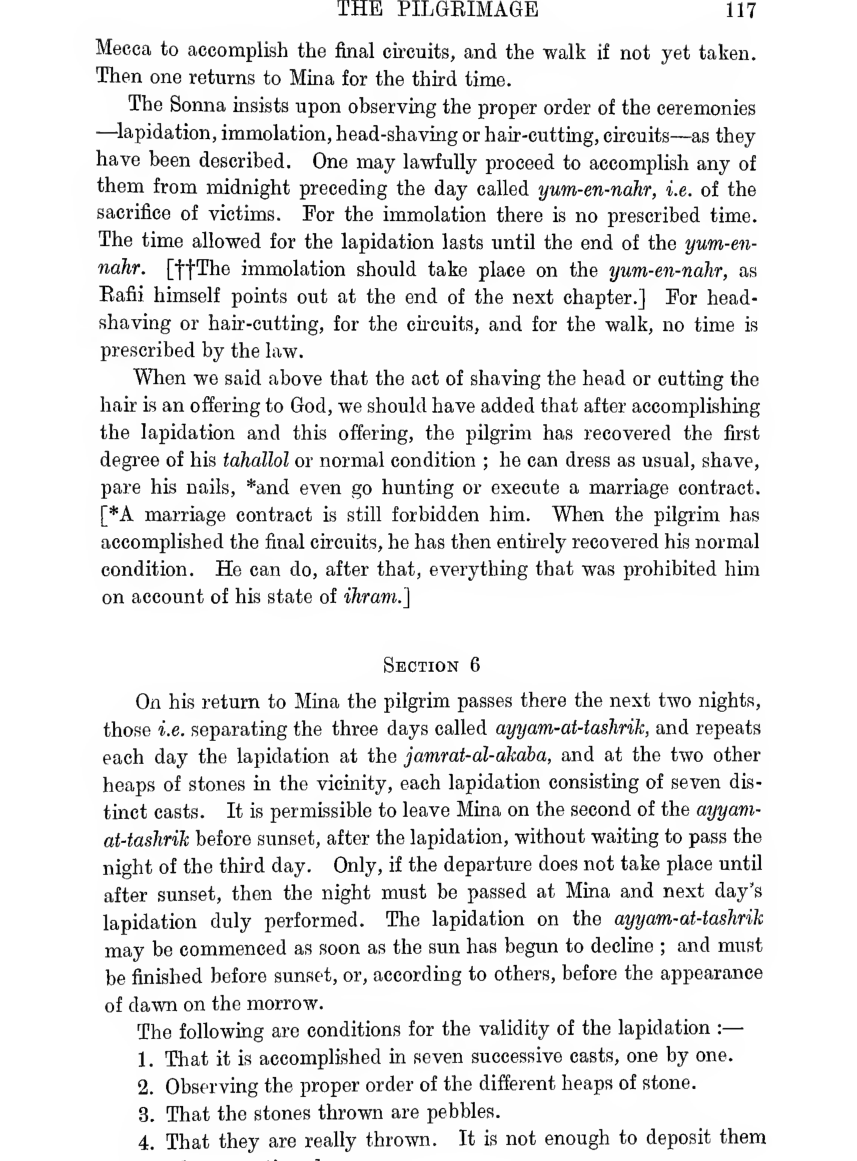 THE PILGRIMAGE 117
Mecca to accomplish the final circuits, and the walk if not yet taken.
Then one returns to Mina for the third time.
The Sonna insists upon observing the proper order of the ceremonies
—lapidation, immolation, head-shaving or hair-cutting, circuits—as they
have been described. One may lawfully proceed to accomplish any of
them from midnight preceding the day called yum-en-nahr, i.e. of the
sacrifice of victims. For the immolation there is no prescribed time.
The time allowed for the lapidation lasts until the end of the yum-en-
nahr. [††The immolation should take place on the yum-en-nahr, as
Rafii himself points out at the end of the next chapter.] For head-
shaving or hair-cutting, for the circuits, and for the walk, no time is
prescribed by the law.
When we said above that the act of shaving the head or cutting the
hair is an offering to God, we should have added that after accomplishing
the lapidation and this offering, the pilgrim has recovered the first
degree of his tahallol or normal condition ; he can dress as usual, shave,
pare his nails, *and even go hunting or execute a marriage contract.
[*A marriage contract is still forbidden him. When the pilgrim has
accomplished the final circuits, he has then entirely recovered his normal
condition. He can do, after that, everything that was prohibited him
on account of his state of ihram.]
SECTION 6
On his return to Mina the pilgrim passes there the next two nights,
those i.e. separating the three days called ayyam-at-tashrik, and repeats
each day the lapidation at the jamrat-al-akaba, and at the two other
heaps of stones in the vicinity, each lapidation consisting of seven dis-
tinct casts. It is permissible to leave Mina on the second of the ayyam-
at-tashrik before sunset, after the lapidation, without waiting to pass the
night of the third day. Only, if the departure does not take place until
after sunset, then the night must be passed at Mina and next day's
lapidation duly performed. The lapidation on the ayyam-at-tashrik
may be commenced as soon as the sun has begun to decline ; and must
be finished before sunset, or, according to others, before the appearance
of dawn on the morrow.
The following are conditions for the validity of the lapidation :—
1. That it is accomplished in seven successive casts, one by one.
2. Observing the proper order of the different heaps of stone.
3. That the stones thrown are pebbles.
4. That they are really thrown. It is not enough to deposit them